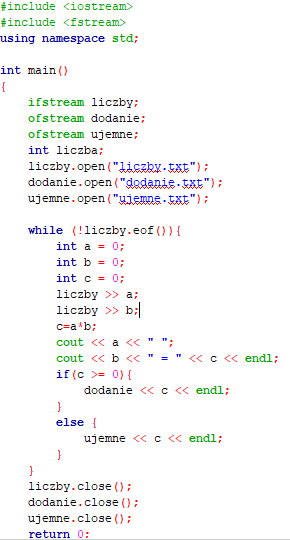 #include <iostream>
#include <fstream>
using namespace std;

int main()
{
    ifstream liczby;
    ofstream dodanie;
    ofstream ujemne;
    int liczba;
    liczby.open("liczby.txt");
    dodanie.open("dodanie.txt");
    ujemne.open("ujemne.txt");

    while (!liczby.eof()){
        int a = 0;
        int b = 0;
        int c = 0;
        liczby >> a;
        liczby >> b;
        c=a*b;
        cout << a << " ";
        cout << b << " = " << c << endl;
        if(c >= 0){
            dodanie << c << endl;
        }
        else {
            ujemne << c << endl;
        }
    }
    liczby.close();
    dodanie.close();
    ujemne.close();
    return 0;